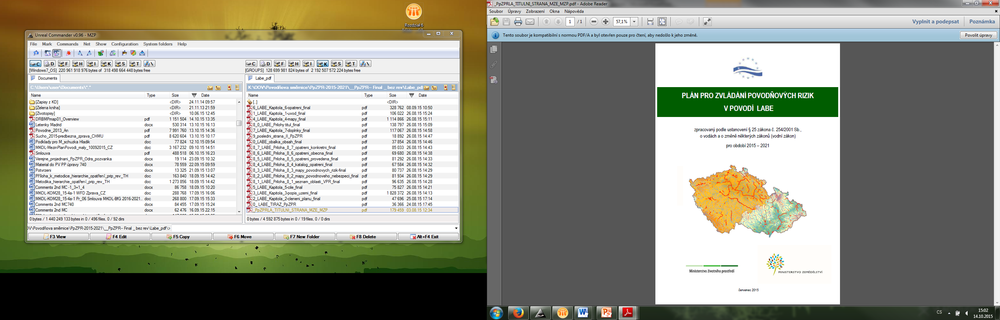 Rozdział 6
Unreal Commander v0.96 - MZP
File Mark Commands Net Show Configuration System folders Help
C D F H I K S T \
[Windows7_OS] 220 961 918 976 bytes of 318 498 664 448 bytes free
Documents
C:\Users\user\Documents\*.*
Name Type Size Date
[Zapisy z KD] <DIR> 24.11.14 09:57
[Zelena kniha] <DIR> 21.11.13 21:59
[Zivotopisy] <DIR> 10.06.15 12:45
DRBMPmap01_Overview pdf 1 151 504 14.10.15 13:35
Letenky Madrid docx 530 314 13.10.15 16:13
Povodne_2013_An pdf 7 991 760 13.10.15 14:36
Sucho_2015-predbezna_zprava_CHMU pdf 8 620 604 13.10.15 10:17
Podklady pro M_schuzka Hladik doc 77 824 12.10.15 09:54
MKOL-MezinPlanPovodi_maly_10092015_CZ doc 3 167 232 09.10.15 14:51
Smlouva pdf 488 518 06.10.15 16:23
Verejne_projednani_PpZPR_Odra_pozvanka docx 19 114 23.09.15 10:32
Material do PV PP úpravy 740 docx 78 559 22.09.15 09:59
Potvrzeni docx 13 325 21.09.15 13:07
Příloha_k_metodice_hierarchie_opatření_prip_rev_TH doc 163 840 18.09.15 14:42
Metodika_hierarchie_opatření_prip_rev_TH doc 1 273 856 18.09.15 14:42
Comments 2nd MC -1_3+1_4 docx 86 758 18.09.15 10:20
MKOL-KOM28_15-4a-1 WFD Zprava_CZ doc 288 768 17.09.15 16:06
MKOL-KOM28_15-4a-1 Pr_06 Smlouva MKOL-BfG 2016-2021.. doc 268 800 17.09.15 15:33
Comments 2nd MC740 docx 84 455 17.09.15 15:24
Comments 2nd MC docx 62 476 16.09.15 22:15
0 bytes / 1 440 249 133 bytes in 0 / 496 files, 0 / 92 dirs
C D F H I K S T \
[GROUPS] 128 699 981 824 bytes of 2 192 507 572 224 bytes free
Labe_pdf
K:\OOV\Povodňova směrnice\PpZPR-2015-2021\__PpZPR-- Final _ bez rev\Labe_pdf
Name Type Size Date
[..] <DIR>
6_LABE_Kapitola_6-opatreni_final pdf 328 762 08.09.15 10:50
1_LABE_Kapitola_1-uvod_final pdf 106 022 26.08.15 15:24
4_LABE_Kapitola_4-mapy_final pdf 1 114 866 26.08.15 15:11
8_0_LABE_Prilohy titul_final pdf 138 797 26.08.15 15:09
7_LABE_Kapitola_7-doplnky_final pdf 117 067 26.08.15 14:58
9_posledni_strana_II_PpZPR pdf 18 892 26.08.15 14:47
0_LABE_obalka_obsah_final pdf 37 854 26.08.15 14:46
8_7_LABE_Priloha_8_7_opatreni_konkretni_final pdf 85 033 26.08.15 14:43
8_6_LABE_Priloha_8_6_opatreni_obecna_final pdf 69 680 26.08.15 14:38
8_5_LABE_Priloha_8_5_opatreni_provedena_final pdf 81 292 26.08.15 14:33
8_4_LABE_Priloha_8_4_katalog_opatreni_final pdf 67 584 26.08.15 14:32
8_3_LABE_Priloha_8_3_mapy_povodnovych_rizik-final pdf 80 737 26.08.15 14:29
8_2_LABE_Priloha_8_2_mapy_povodnoveho_nebezpeci_final pdf 81 934 26.08.15 14:29
8_1_LABE_Priloha_8_1_seznam_oblasti_VPR_final pdf 96 635 26.08.15 14:28
5_LABE_Kapitola_5-cile_final pdf 75 827 26.08.15 14:21
3_LABE_Kapitola_3-popis_uzemi_final pdf 1 828 372 26.08.15 14:13
2_LABE_Kapitola_2-cleneni_planu_final pdf 47 696 25.08.15 17:14
0_ LABE_TIRAZ_PpZPR pdf 36 366 24.08.15 17:45
_PpZPRLA_TITULNI_STRANA_MZE_MZP pdf 179 459 03.08.15 12:34
0 bytes / 4 592 875 bytes in 0 / 19 files, 0 / 0 dirs
OV\Povodňova směrnice\PpZPR-2015-2021\__PpZPR-- Final _ bez rev\Labe_pdf\>
F3 View F4 Edit F5 Copy F6 Move F7 New Folder F8 Delete Alt+F4 Exit
_PpZPRLA_TITULNI_STRANA_MZE_MZP.pdf - Adobe Reader
Soubor Úpravy Zobrazení Okna Nápověda
1 / 1 57,1% Vyplnit a podepsat Poznámka
Tento soubor je kompatibilní s normou PDF/A a byl otevřen pouze pro čtení, aby nedošlo k jeho změně. Povolit úpravy
PLÁN PRO ZVLÁDÁNÍ POVODŇOVÝCH RIZIK
V POVODÍ LABE
zpracovaný podle ustanovení § 25 zákona č. 254/2001 Sb.,
o vodách a o změně některých zákonů (vodní zákon)
pro období 2015 – 2021
Ministerstvo životního prostředí
MINISTERSTVO ZEMĚDĚLSTVÍ
červenec 2015
CS 15:02
14.10.2015